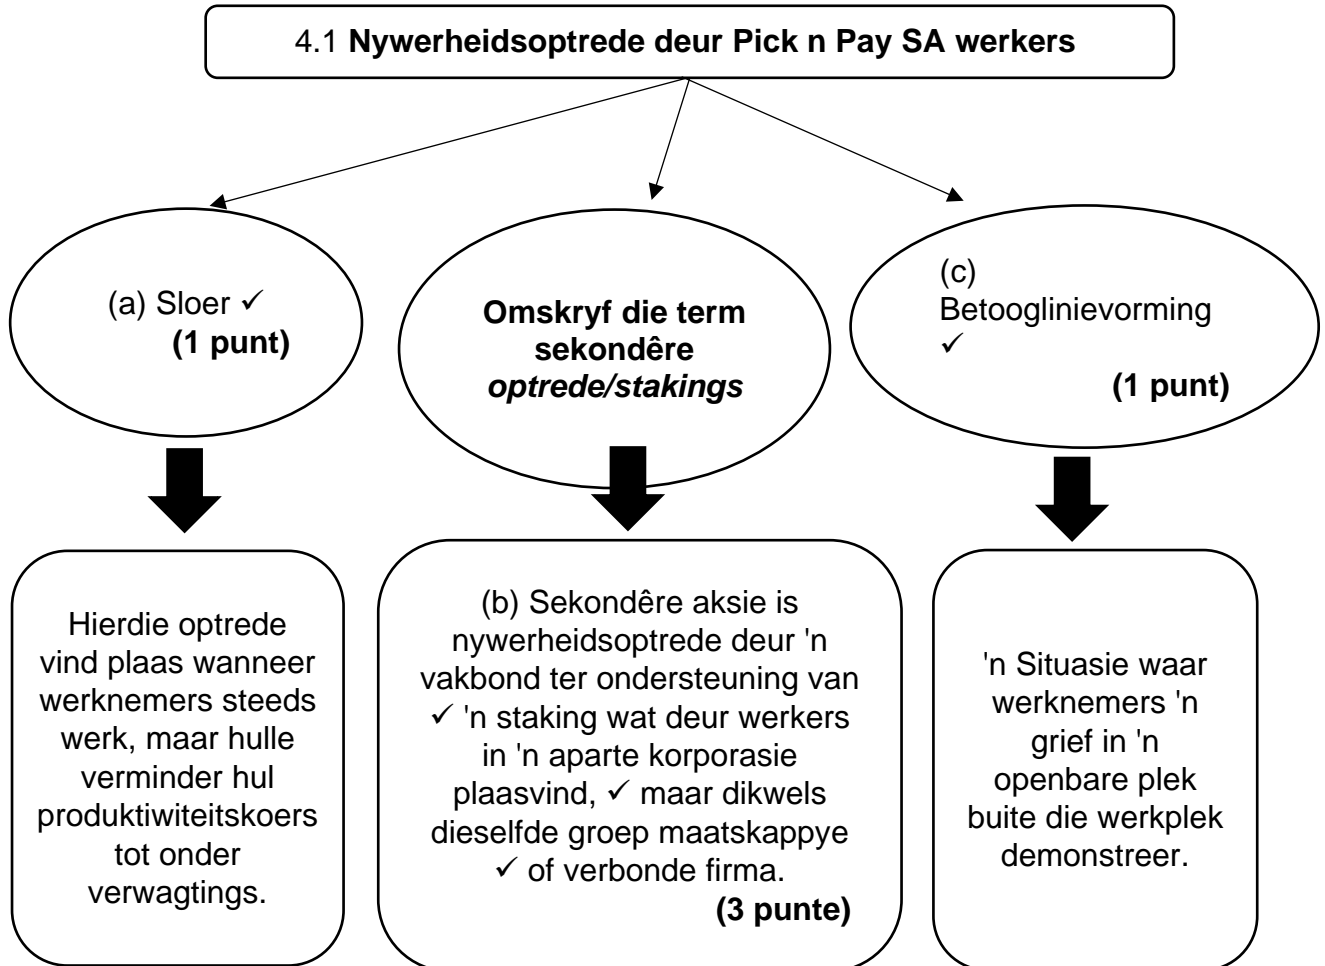 4.1 Nywerheidsoptrede deur Pick n Pay SA werkers
(a) Sloer ✓
(1 punt)
Omskryf die term
sekondêre
optrede/stakings
(c)
Betooglinievorming
✓
(1 punt)
Hierdie optrede
vind plaas wanneer
werknemers steeds
werk, maar hulle
verminder hul
produktiwiteitskoers
tot onder
verwagtings.
(b) Sekondêre aksie is
nywerheidsoptrede deur 'n
vakbond ter ondersteuning van
✓ 'n staking wat deur werkers
in 'n aparte korporasie
plaasvind, ✓ maar dikwels
dieselfde groep maatskappye
✓ of verbonde firma.
(3 punte)
'n Situasie waar
werknemers 'n
grief in 'n
openbare plek
buite die werkplek
demonstreer.